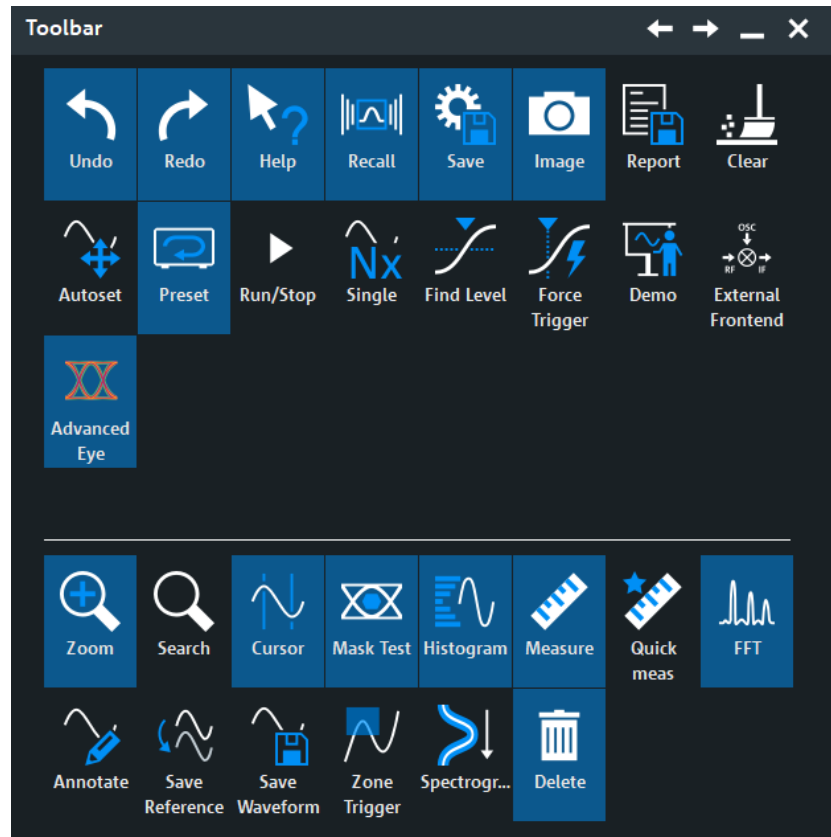 Toolbar
Undo
Redo
Help
Recall
Save
Image
Report
Clear
Autoset
Preset
Run/Stop
Nx
Single
Find Level
Force
Trigger
Demo
OSC
RF
IF
External
Frontend
Advanced
Eye
Zoom
Search
Cursor
Mask Test
Histogram
Measure
Quick
meas
FFT
Annotate
Save
Reference
Save
Waveform
Zone
Trigger
Spectrogr...
Delete